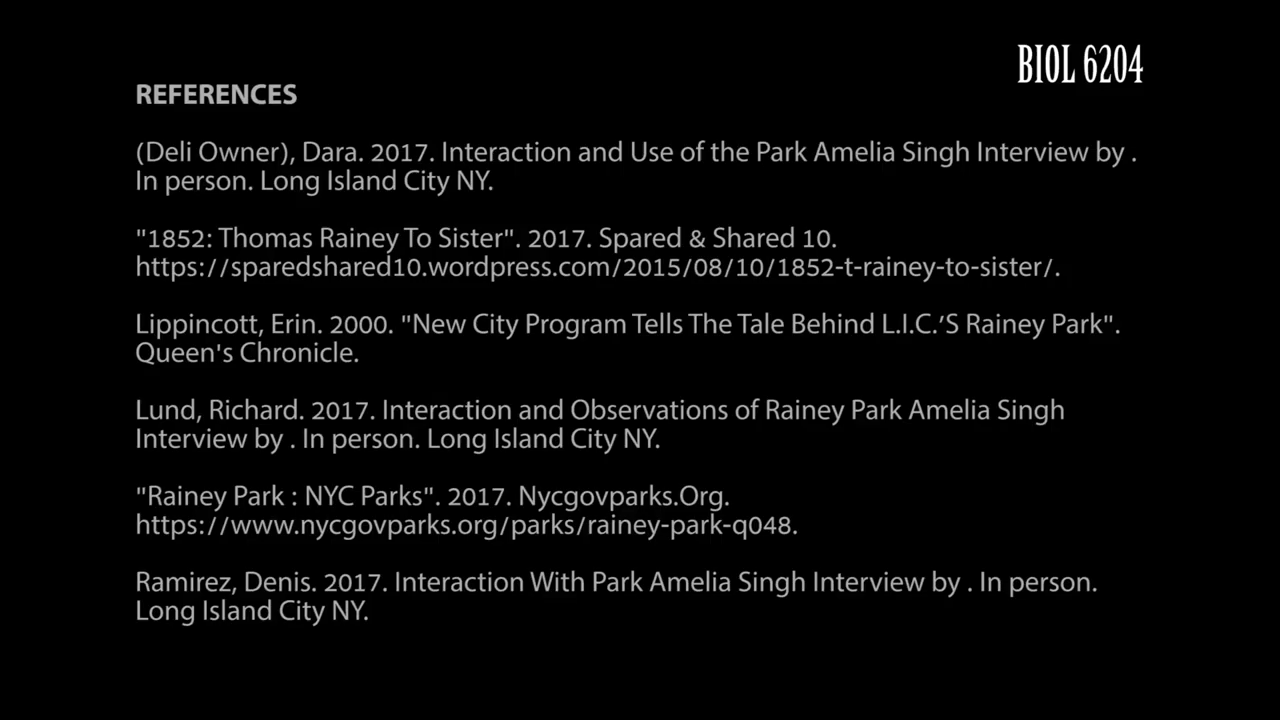 BIOL 6204
REFERENCES
(Deli Owner), Dara. 2017. Interaction and Use of the Park Amelia Singh Interview by .
In person. Long Island City NY.
"1852: Thomas Rainey To Sister". 2017. Spared & Shared 10.
https://sparedshared10.wordpress.com/2015/08/10/1852-t-rainey-to-sister/.
Lippincott, Erin. 2000. "New City Program Tells The Tale Behind L.I.C.’S Rainey Park".
Queen's Chronicle.
Lund, Richard. 2017. Interaction and Observations of Rainey Park Amelia Singh
Interview by . In person. Long Island City NY.
"Rainey Park : NYC Parks". 2017. Nycgovparks.Org.
https://www.nycgovparks.org/parks/rainey-park-q048.
Ramirez, Denis. 2017. Interaction With Park Amelia Singh Interview by . In person.
Long Island City NY.